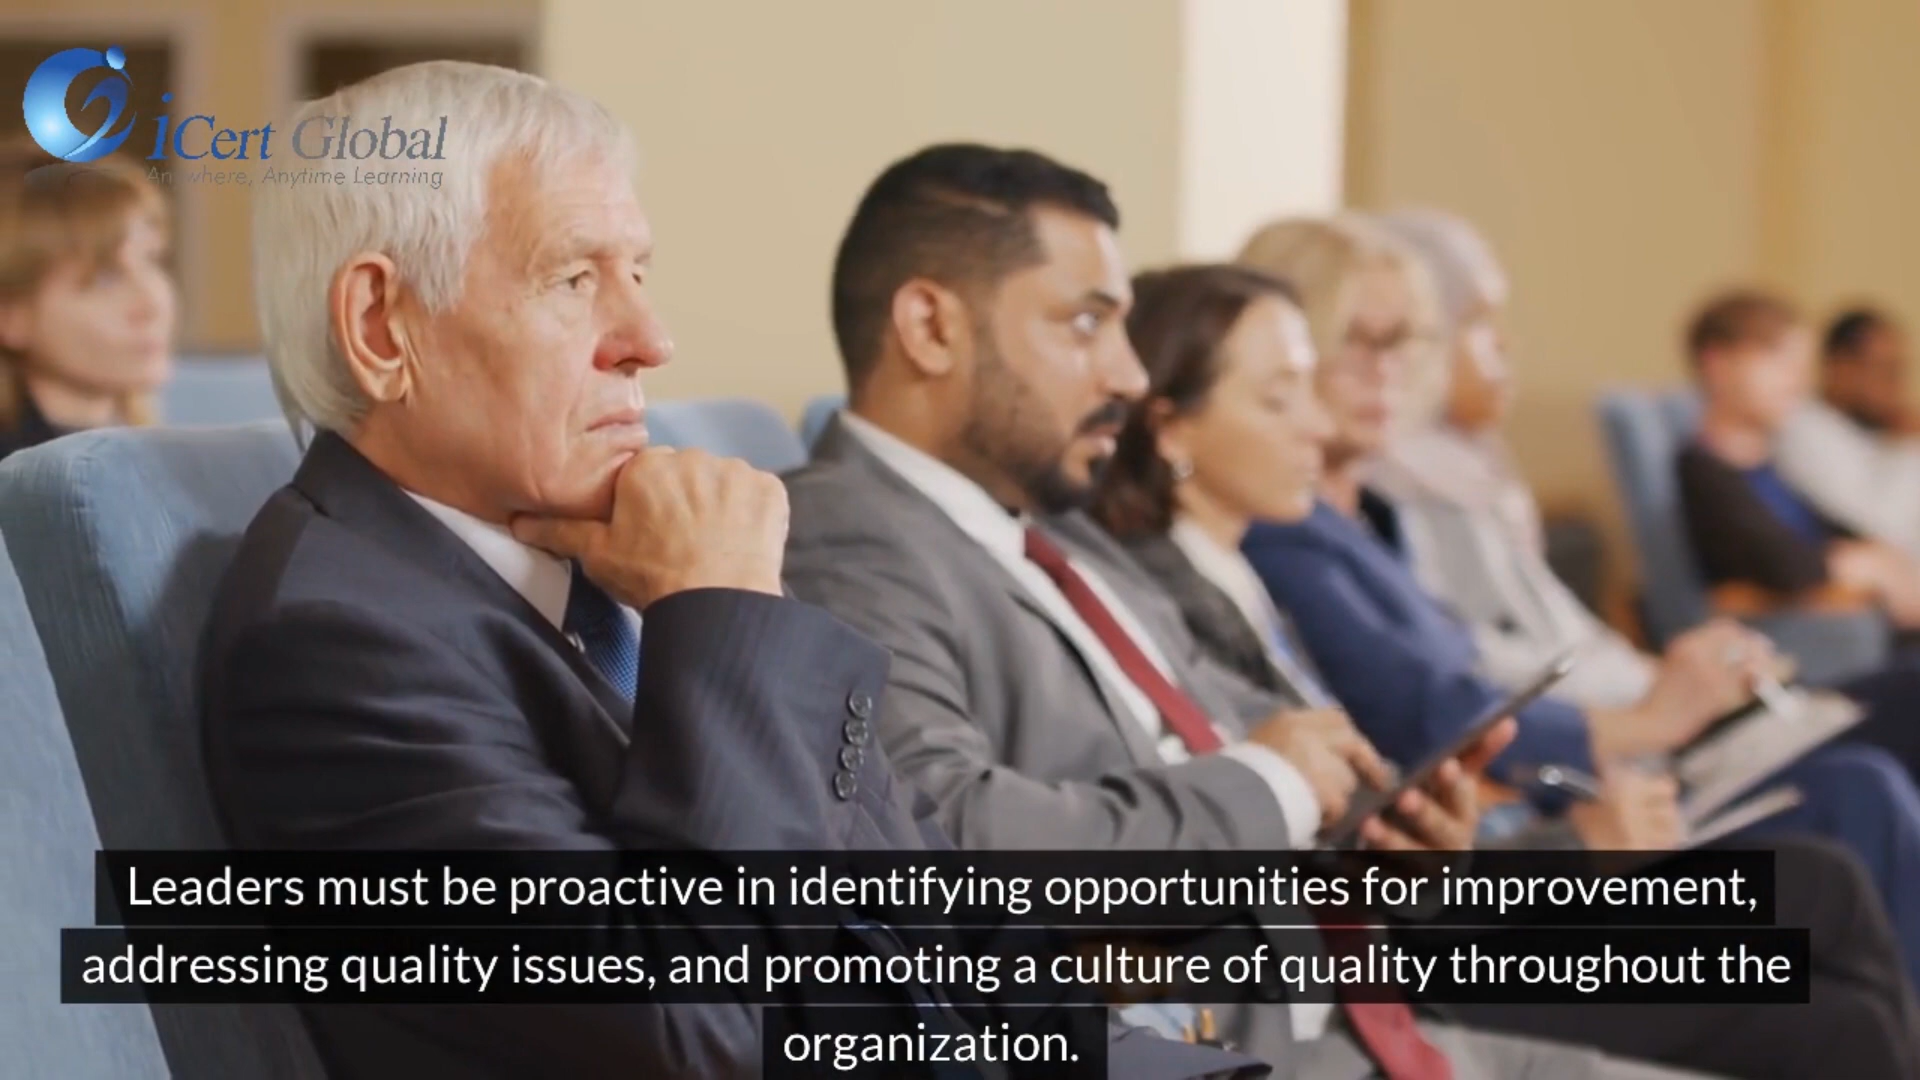 iCert Global
Anywhere, Anytime Learning
Leaders must be proactive in identifying opportunities for improvement,
addressing quality issues, and promoting a culture of quality throughout the
organization.